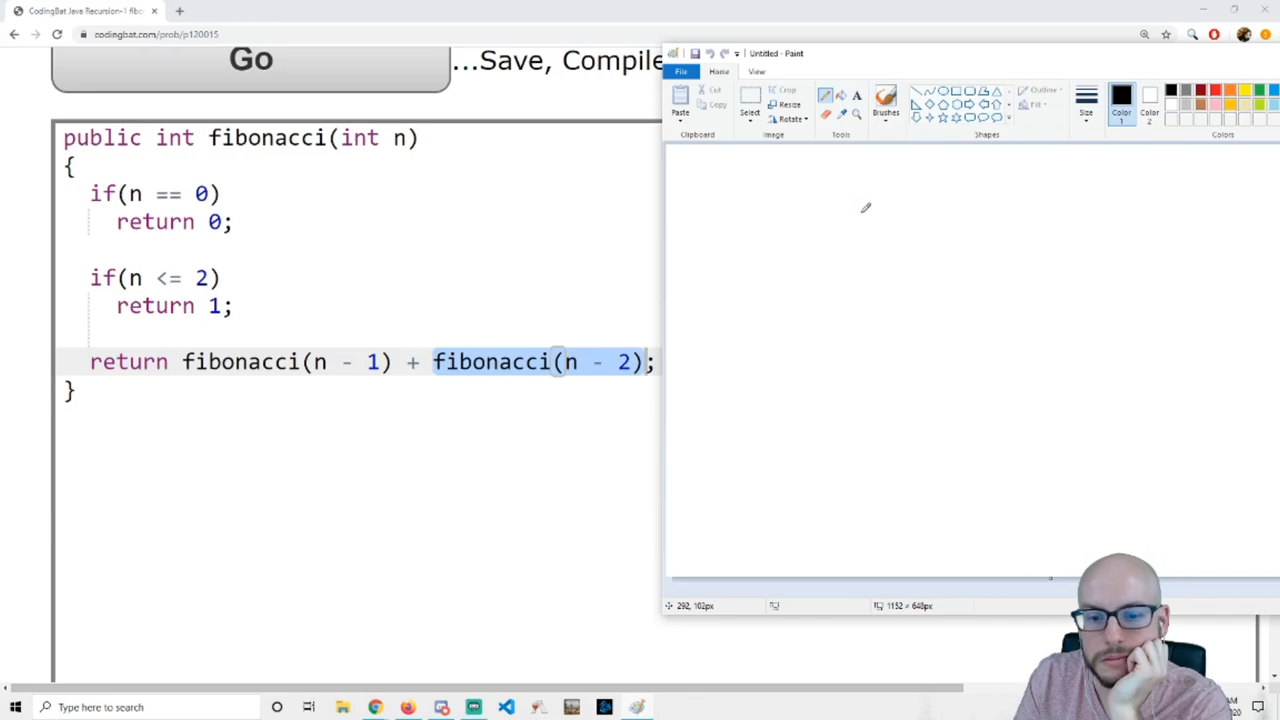 CodingBat Java Recursion-1 fib
codingbat.com/prob/p120015
Go
...Save, Compile
public int fibonacci(int n)
{
if(n == 0)
return 0;
if(n <= 2)
return 1;
return fibonacci(n - 1) + fibonacci(n - 2);
}
Untitled - Paint
File Home View
Paste
Cut
Copy
Clipboard
Select
Crop
Resize
Rotate
Image
Tools
Brushes
Outline
Fill
Shapes
Size
Color 1
Color 2
Colors
292, 102px
1152 × 648px
Type here to search